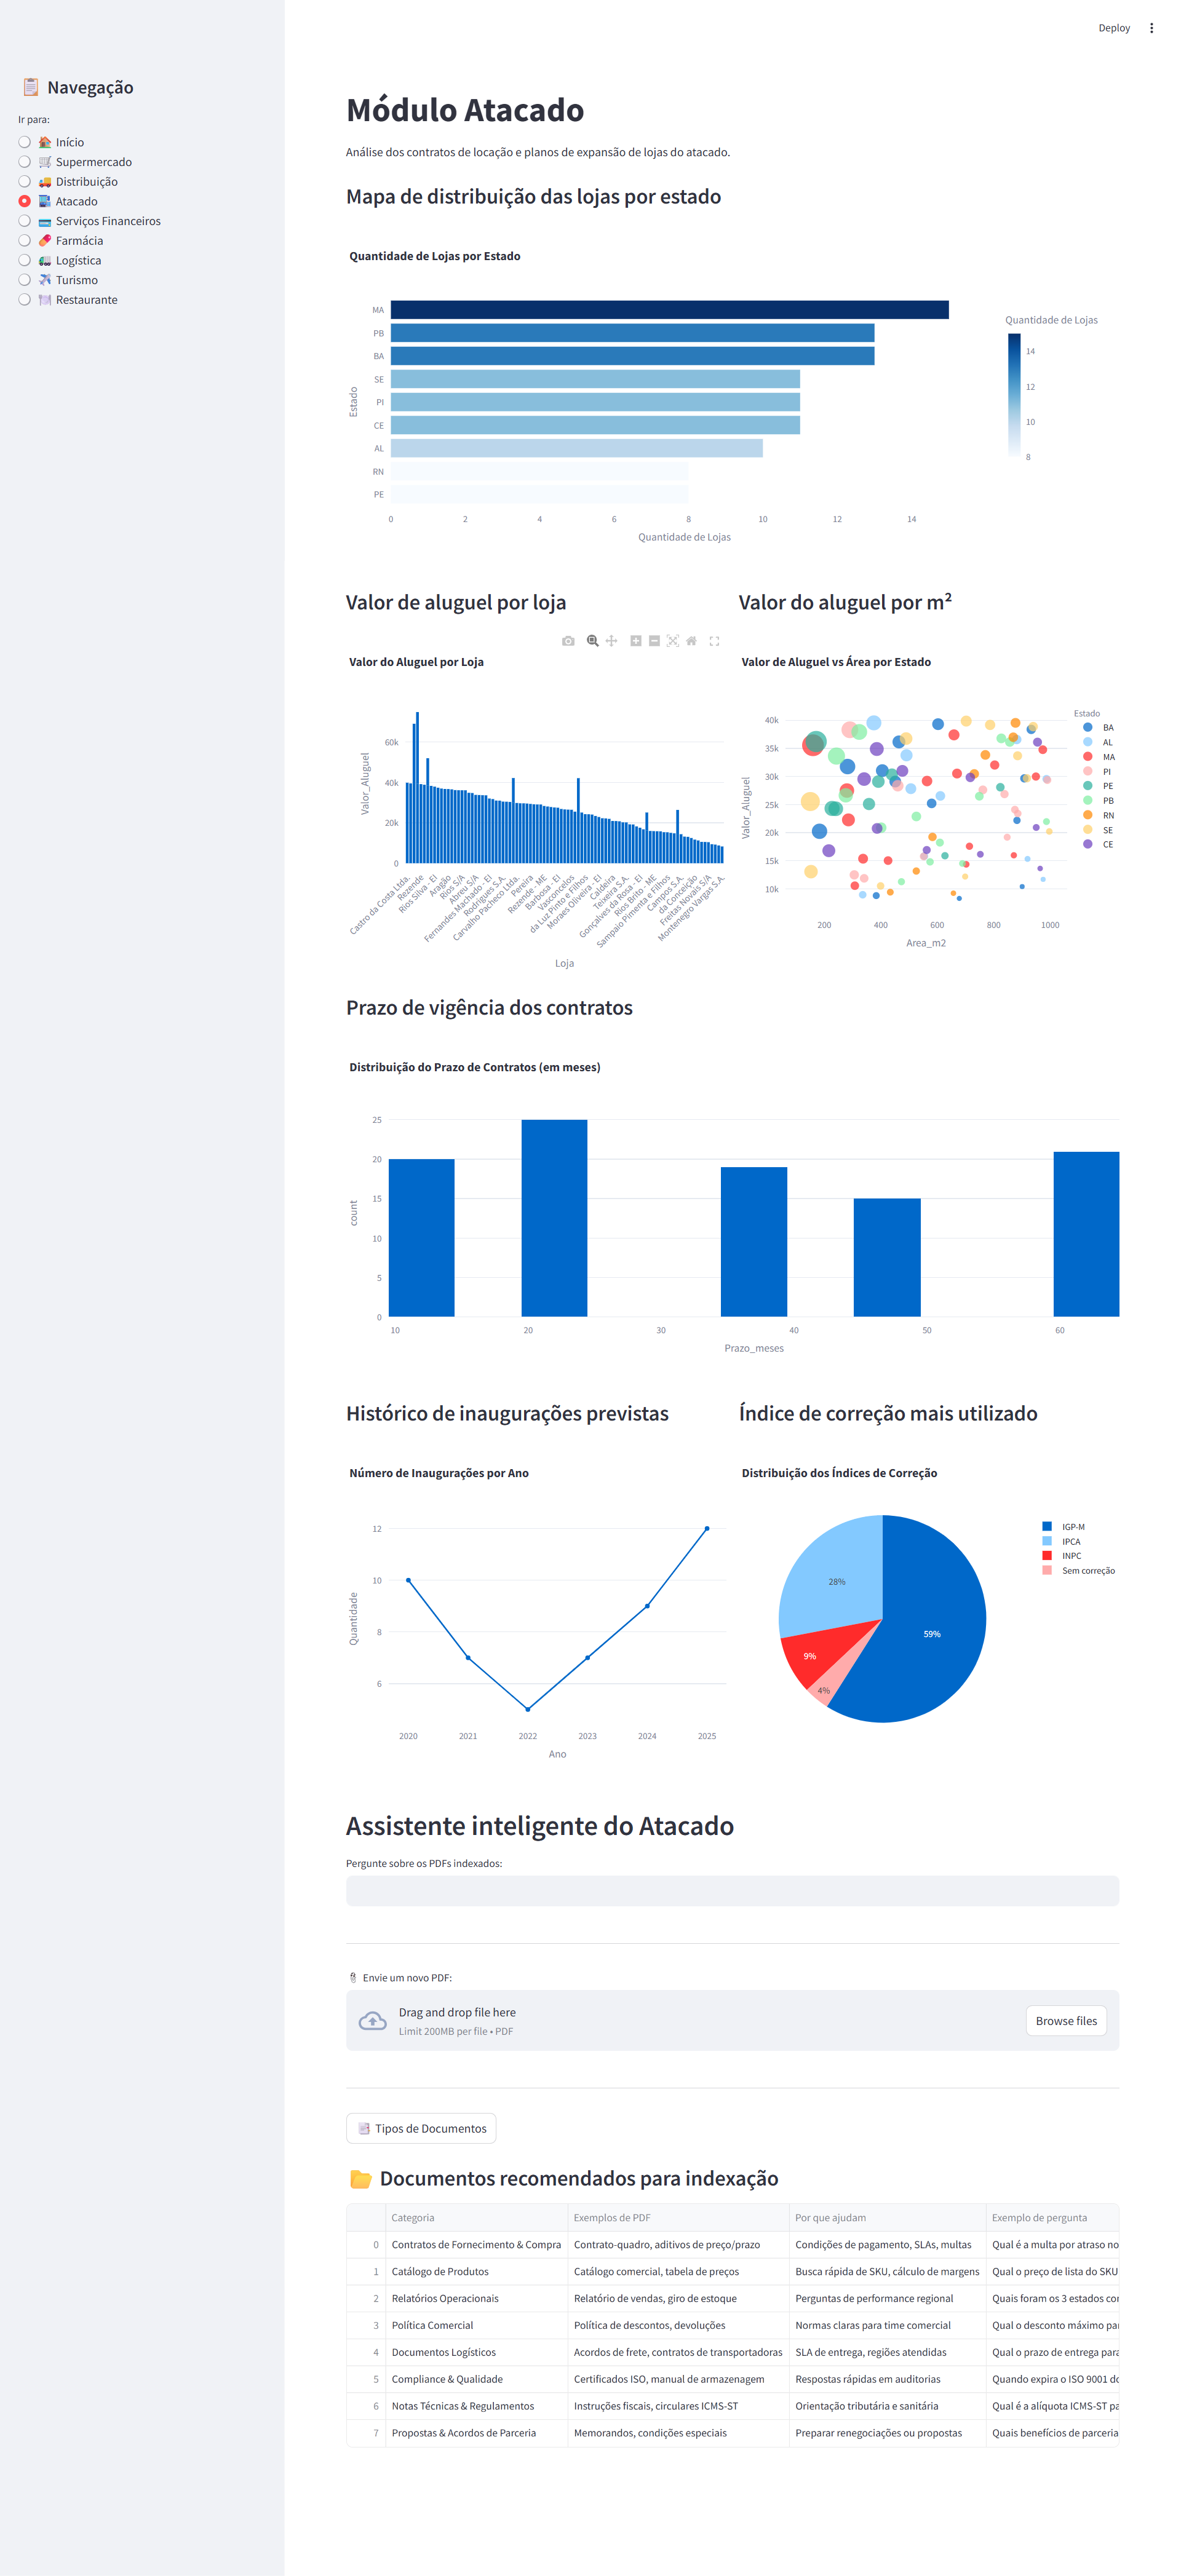 Deploy
Navegação
Ir para:
Início
Supermercado
Distribuição
Atacado
Serviços Financeiros
Farmácia
Logística
Turismo
Restaurante
Módulo Atacado
Análise dos contratos de locação e planos de expansão de lojas do atacado.
Mapa de distribuição das lojas por estado
Quantidade de Lojas por Estado
MA
PB
BA
SE
PI
CE
AL
RN
PE
Estado
0 2 4 6 8 10 12 14
Quantidade de Lojas
Quantidade de Lojas
14
12
10
8
Valor de aluguel por loja
Valor do Aluguel por Loja
60k
40k
20k
0
Valor_Aluguel
Castro da Costa Ltda.
Rezende
Rios Silva - EI
Aragão
Rios S/A
Abreu S/A
Fernandes Machado - EI
Rodrigues S.A.
Carvalho Pacheco Ltda.
Pereira
Rezende - ME
Barbosa - EI
Vasconcelos
da Luz Pinto e Filhos
Moraes Oliveira - EI
Caldeira
Teixeira S.A.
Gonçalves da Rosa - EI
Rios Brito - ME
Sampaio Pimenta e Filhos
Campos S.A.
da Conceição
Freitas Novais S/A
Montenegro Vargas S.A.
Loja
Valor do aluguel por m²
Valor de Aluguel vs Área por Estado
40k
35k
30k
25k
20k
15k
10k
Valor_Aluguel
200 400 600 800 1000
Area_m2
Estado
BA
AL
MA
PI
PE
PB
RN
SE
CE
Prazo de vigência dos contratos
Distribuição do Prazo de Contratos (em meses)
25
20
15
10
5
0
count
10 20 30 40 50 60
Prazo_meses
Histórico de inaugurações previstas
Número de Inaugurações por Ano
12
10
8
6
Quantidade
2020 2021 2022 2023 2024 2025
Ano
Índice de correção mais utilizado
Distribuição dos Índices de Correção
28%
59%
9%
4%
IGP-M
IPCA
INPC
Sem correção
Assistente inteligente do Atacado
Pergunte sobre os PDFs indexados:
Envie um novo PDF:
Drag and drop file here
Limit 200MB per file • PDF
Browse files
Tipos de Documentos
Documentos recomendados para indexação
Categoria Exemplos de PDF Por que ajudam Exemplo de pergunta
0 Contratos de Fornecimento & Compra Contrato-quadro, aditivos de preço/prazo Condições de pagamento, SLAs, multas Qual é a multa por atraso no
1 Catálogo de Produtos Catálogo comercial, tabela de preços Busca rápida de SKU, cálculo de margens Qual o preço de lista do SKU
2 Relatórios Operacionais Relatório de vendas, giro de estoque Perguntas de performance regional Quais foram os 3 estados
3 Política Comercial Política de descontos, devoluções Normas claras para time comercial Qual o desconto máximo
4 Documentos Logísticos Acordos de frete, contratos de transportadoras SLA de entrega, regiões atendidas Qual o prazo de entrega
5 Compliance & Qualidade Certificados ISO, manual de armazenagem Respostas rápidas em auditorias Quando expira o ISO 9001
6 Notas Técnicas & Regulamentos Instruções fiscais, circulares ICMS-ST Orientação tributária e sanitária Qual é a alíquota ICMS-ST
7 Propostas & Acordos de Parceria Memorandos, condições especiais Preparar renegociações ou propostas Quais benefícios de parceria